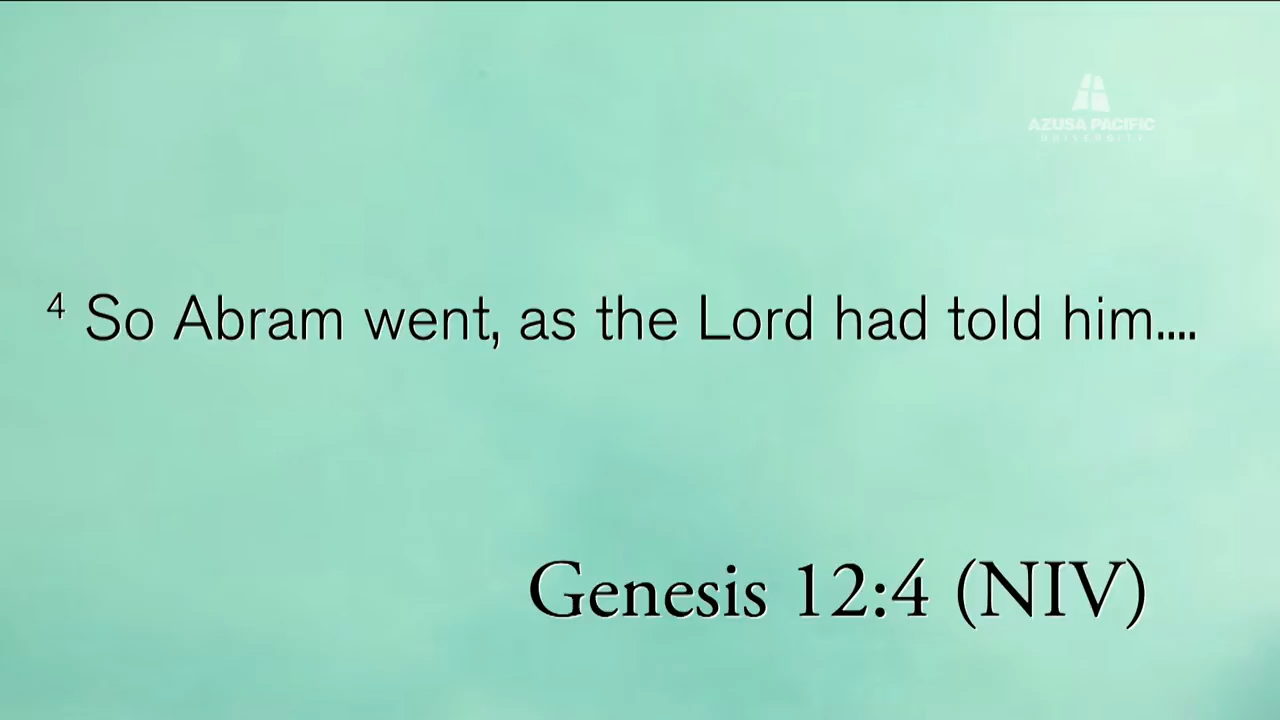 AZUSA PACIFIC
UNIVERSITY
4 So Abram went, as the Lord had told him....
Genesis 12:4 (NIV)